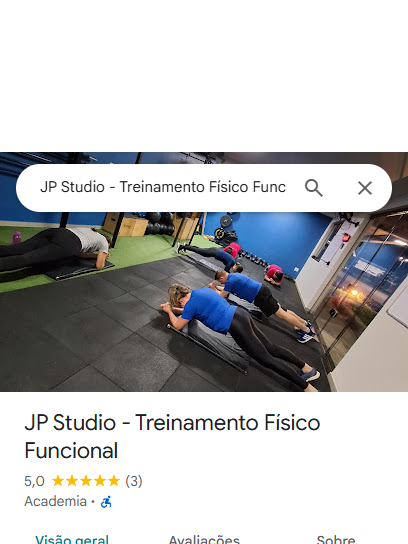 JP Studio - Treinamento Físico Func
JP Studio - Treinamento Físico
Funcional
5,0 (3)
Academia ·
Visão geral Avaliações Sobre